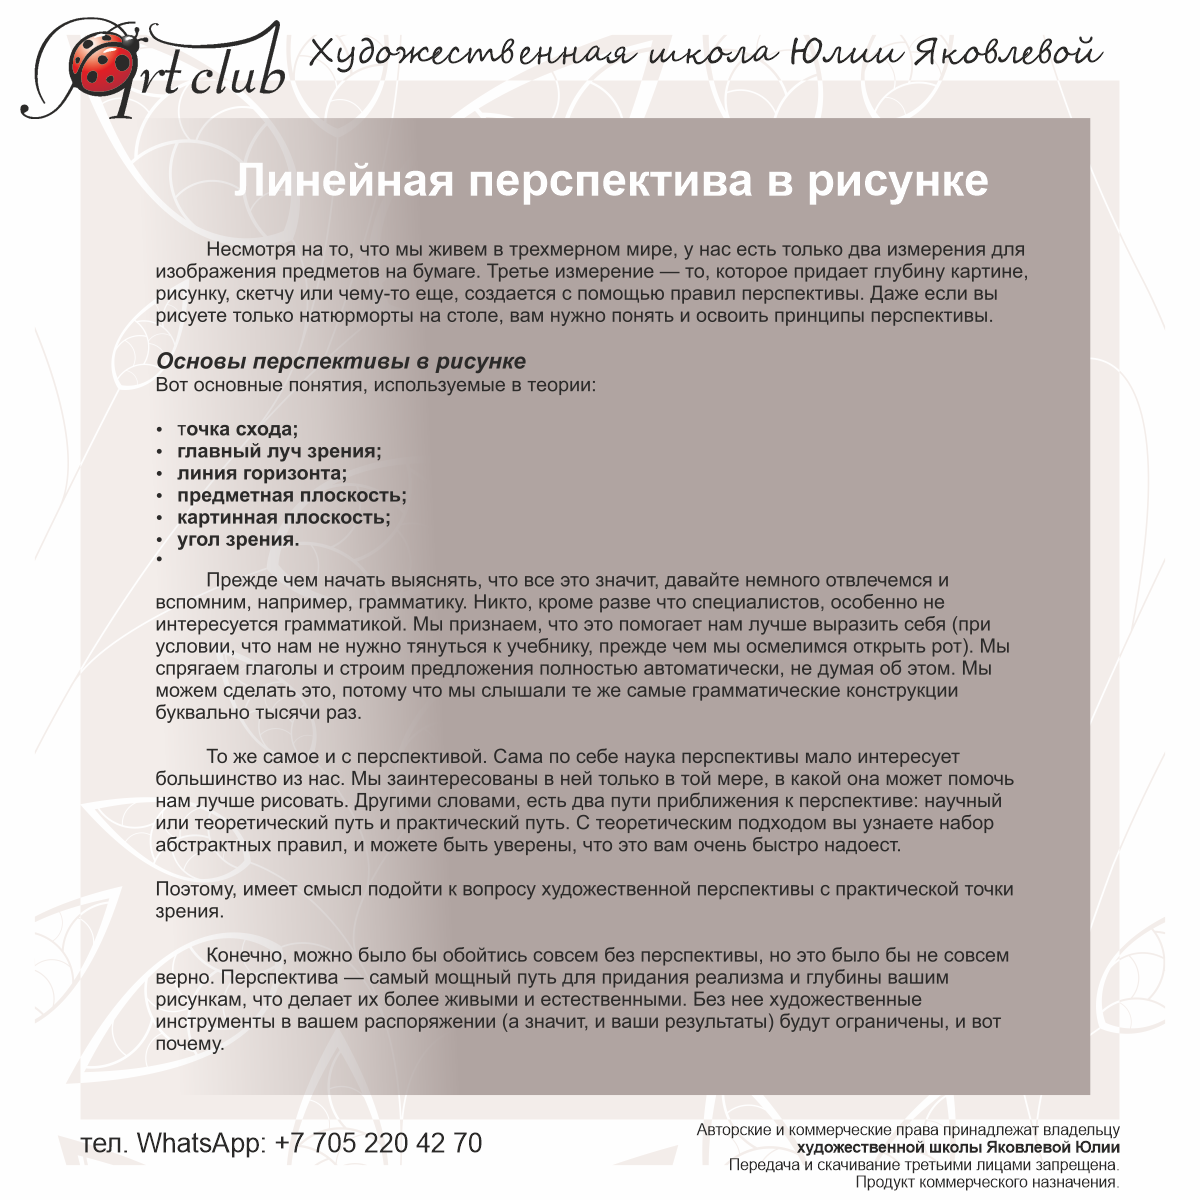 Art club
Художественная школа Юлии Яковлевой
Линейная перспектива в рисунке
Несмотря на то, что мы живем в трехмерном мире, у нас есть только два измерения для
изображения предметов на бумаге. Третье измерение — то, которое придает глубину картине,
рисунку, скетчу или чему-то еще, создается с помощью правил перспективы. Даже если вы
рисуете только натюрморты на столе, вам нужно понять и освоить принципы перспективы.
Основы перспективы в рисунке
Вот основные понятия, используемые в теории:
• точка схода;
• главный луч зрения;
• линия горизонта;
• предметная плоскость;
• картинная плоскость;
• угол зрения.
•
Прежде чем начать выяснять, что все это значит, давайте немного отвлечемся и
вспомним, например, грамматику. Никто, кроме разве что специалистов, особенно не
интересуется грамматикой. Мы признаем, что это помогает нам лучше выразить себя (при
условии, что нам не нужно тянуться к учебнику, прежде чем мы осмелимся открыть рот). Мы
спрягаем глаголы и строим предложения полностью автоматически, не думая об этом. Мы
можем сделать это, потому что мы слышали те же самые грамматические конструкции
буквально тысячи раз.
То же самое и с перспективой. Сама по себе наука перспективы мало интересует
большинство из нас. Мы заинтересованы в ней только в той мере, в какой она может помочь
нам лучше рисовать. Другими словами, есть два пути приближения к перспективе: научный
или теоретический путь и практический путь. С теоретическим подходом вы узнаете набор
абстрактных правил, и можете быть уверены, что это вам очень быстро надоест.
Поэтому, имеет смысл подойти к вопросу художественной перспективы с практической точки
зрения.
Конечно, можно было бы обойтись совсем без перспективы, но это было бы не совсем
верно. Перспектива — самый мощный путь для придания реализма и глубины вашим
рисункам, что делает их более живыми и естественными. Без нее художественные
инструменты в вашем распоряжении (а значит, и ваши результаты) будут ограничены, и вот
почему.
тел. WhatsApp: +7 705 220 42 70
Авторские и коммерческие права принадлежат владельцу
художественной школы Яковлевой Юлии
Передача и скачивание третьими лицами запрещена.
Продукт коммерческого назначения.